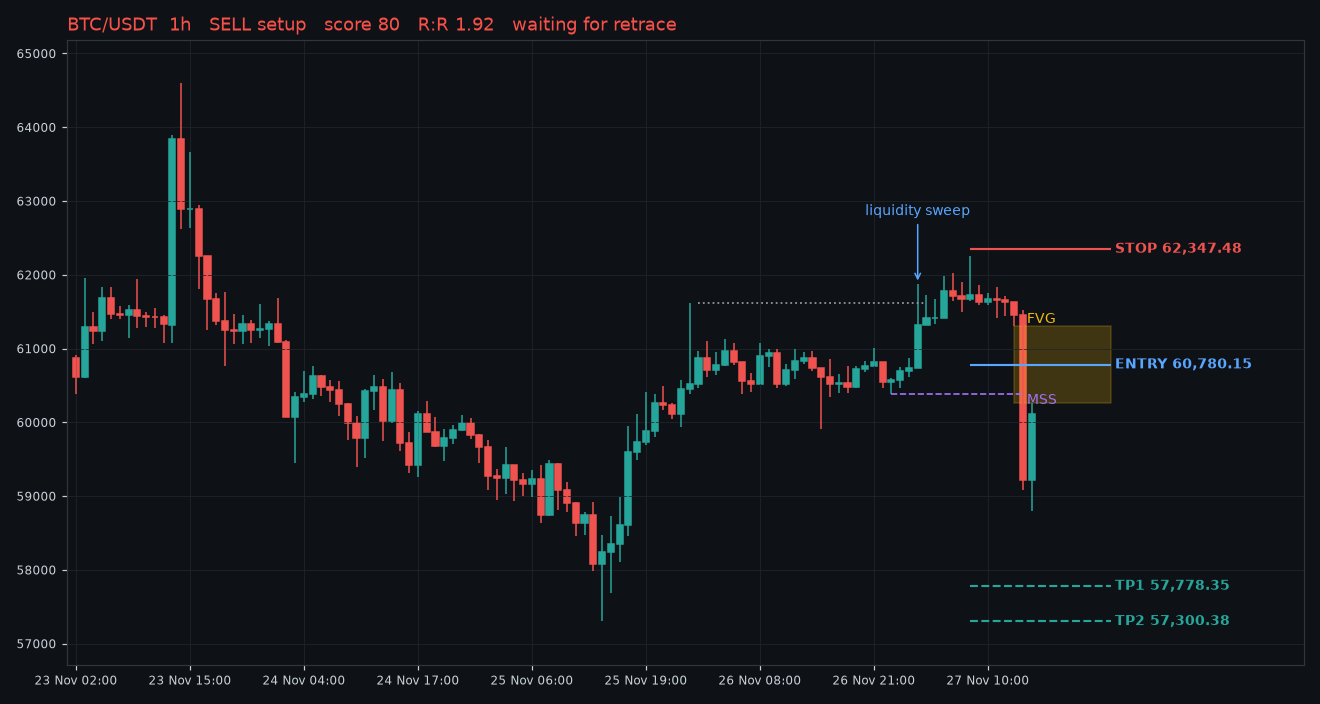 BTC/USDT 1h SELL setup score 80 R:R 1.92 waiting for retrace
65000
64000
63000
62000
61000
60000
59000
58000
57000
liquidity sweep
STOP 62,347.48
FVG
ENTRY 60,780.15
MSS
TP1 57,778.35
TP2 57,300.38
23 Nov 02:00
23 Nov 15:00
24 Nov 04:00
24 Nov 17:00
25 Nov 06:00
25 Nov 19:00
26 Nov 08:00
26 Nov 21:00
27 Nov 10:00